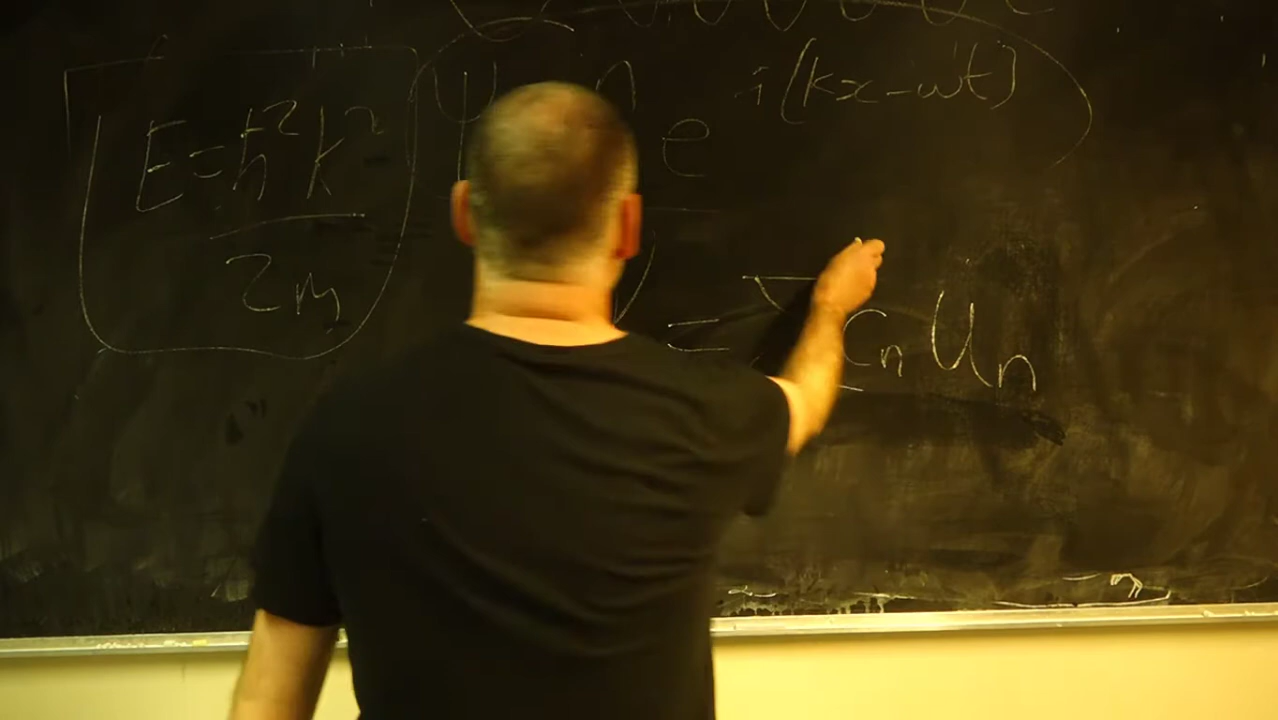 ψ e^i(kx-ωt)
E=ħ²k²
2m
= Cₙ Uₙ